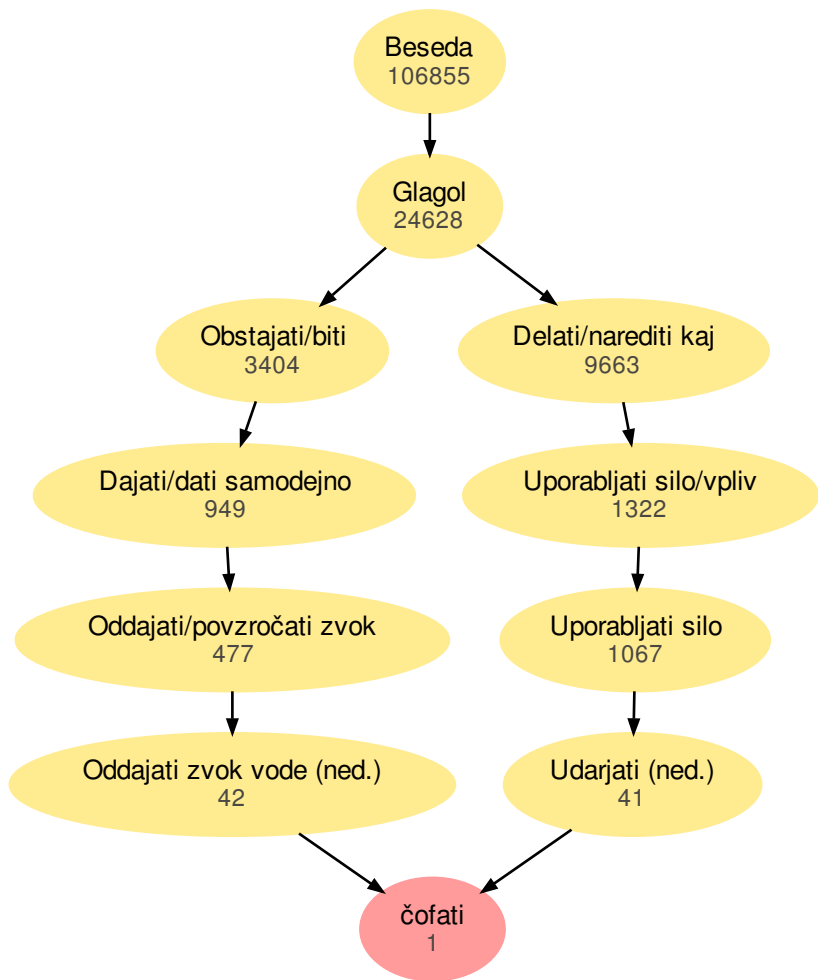 Beseda
106855
Glagol
24628
Obstajati/biti
3404
Delati/narediti kaj
9663
Dajati/dati samodejno
949
Uporabljati silo/vpliv
1322
Oddajati/povzročati zvok
477
Uporabljati silo
1067
Oddajati zvok vode (ned.)
42
Udarjati (ned.)
41
čofati
1